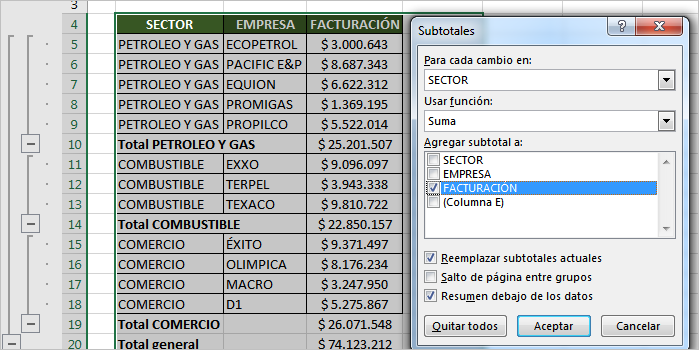 3
4 SECTOR EMPRESA FACTURACIÓN
5 PETROLEO Y GAS ECOPETROL $ 3.000.643
6 PETROLEO Y GAS PACIFIC E&P $ 8.687.343
7 PETROLEO Y GAS EQUION $ 6.622.312
8 PETROLEO Y GAS PROMIGAS $ 1.369.195
9 PETROLEO Y GAS PROPILCO $ 5.522.014
10 Total PETROLEO Y GAS $ 25.201.507
11 COMBUSTIBLE EXXO $ 9.096.097
12 COMBUSTIBLE TERPEL $ 3.943.338
13 COMBUSTIBLE TEXACO $ 9.810.722
14 Total COMBUSTIBLE $ 22.850.157
15 COMERCIO ÉXITO $ 9.371.497
16 COMERCIO OLIMPICA $ 8.176.234
17 COMERCIO MACRO $ 3.247.950
18 COMERCIO D1 $ 5.275.867
19 Total COMERCIO $ 26.071.548
20 Total general $ 74.123.212
Subtotales
Para cada cambio en:
SECTOR
Usar función:
Suma
Agregar subtotal a:
SECTOR
EMPRESA
FACTURACIÓN
(Columna E)
Reemplazar subtotales actuales
Salto de página entre grupos
Resumen debajo de los datos
Quitar todos Aceptar Cancelar